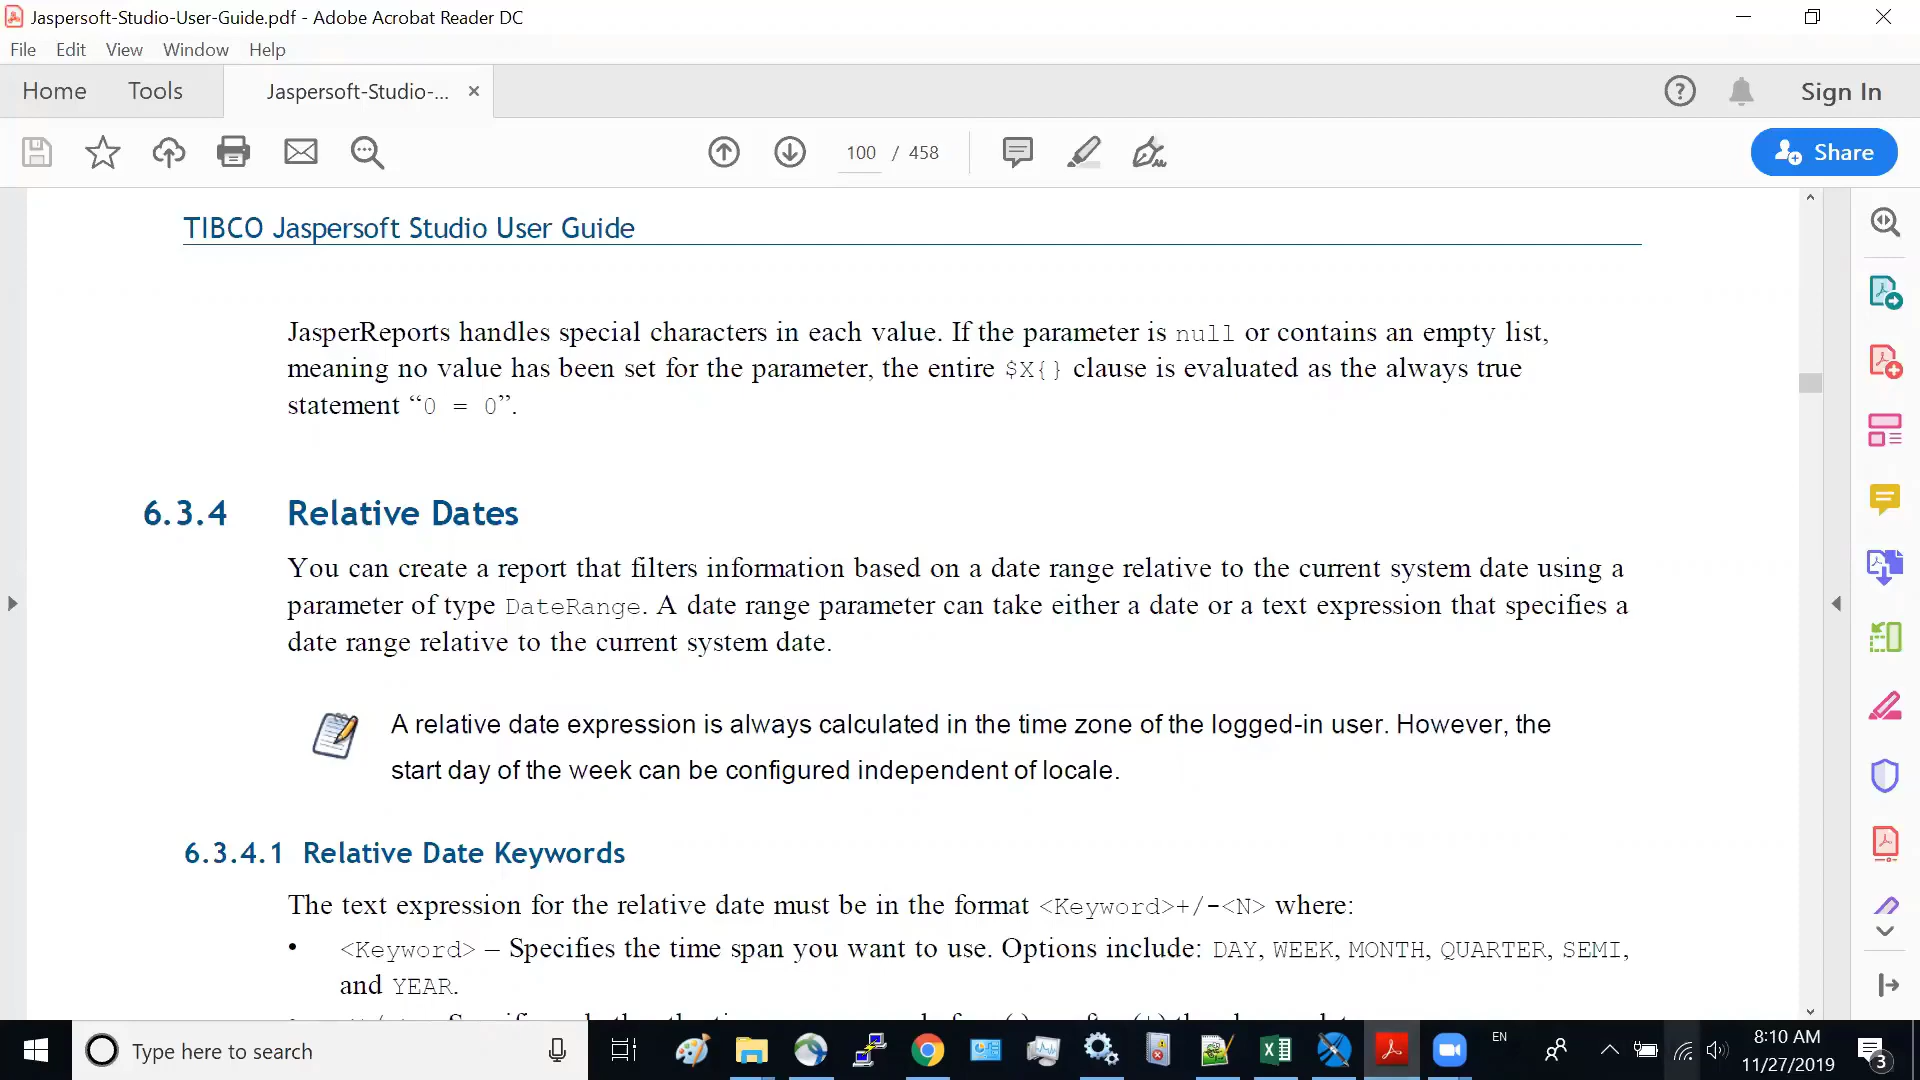 Jaspersoft-Studio-User-Guide.pdf - Adobe Acrobat Reader DC
File Edit View Window Help
Home Tools Jaspersoft-Studio-... × Sign In
100 / 458 Share
TIBCO Jaspersoft Studio User Guide
JasperReports handles special characters in each value. If the parameter is null or contains an empty list,
meaning no value has been set for the parameter, the entire $X{} clause is evaluated as the always true
statement “0 = 0”.
6.3.4 Relative Dates
You can create a report that filters information based on a date range relative to the current system date using a
parameter of type DateRange. A date range parameter can take either a date or a text expression that specifies a
date range relative to the current system date.
A relative date expression is always calculated in the time zone of the logged-in user. However, the
start day of the week can be configured independent of locale.
6.3.4.1 Relative Date Keywords
The text expression for the relative date must be in the format <Keyword>+/-<N> where:
• <Keyword> – Specifies the time span you want to use. Options include: DAY, WEEK, MONTH, QUARTER, SEMI,
and YEAR.
Type here to search
EN
8:10 AM
11/27/2019
3